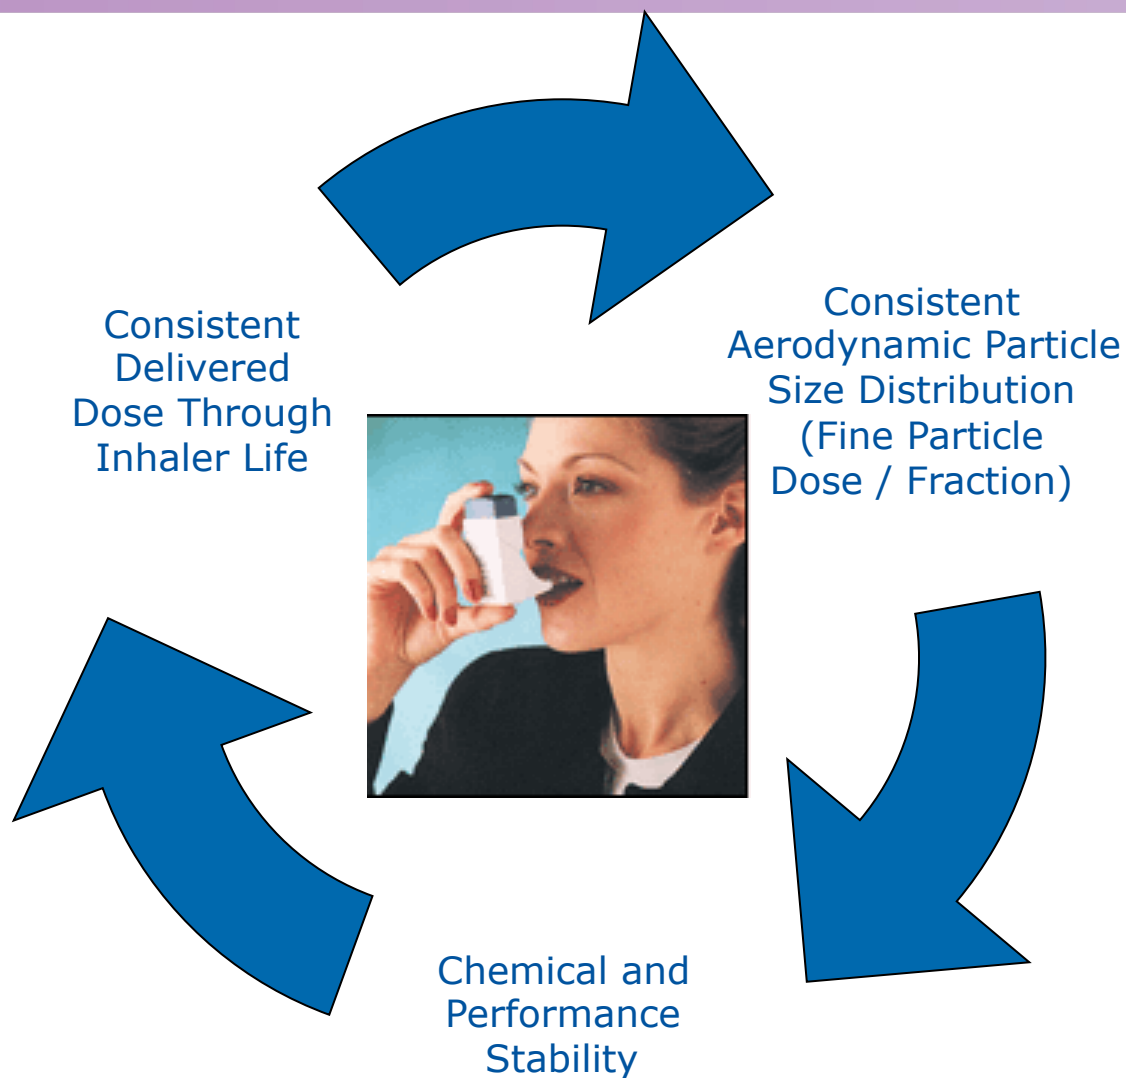 Consistent
Delivered
Dose Through
Inhaler Life
Consistent
Aerodynamic Particle
Size Distribution
(Fine Particle
Dose / Fraction)
Chemical and
Performance
Stability